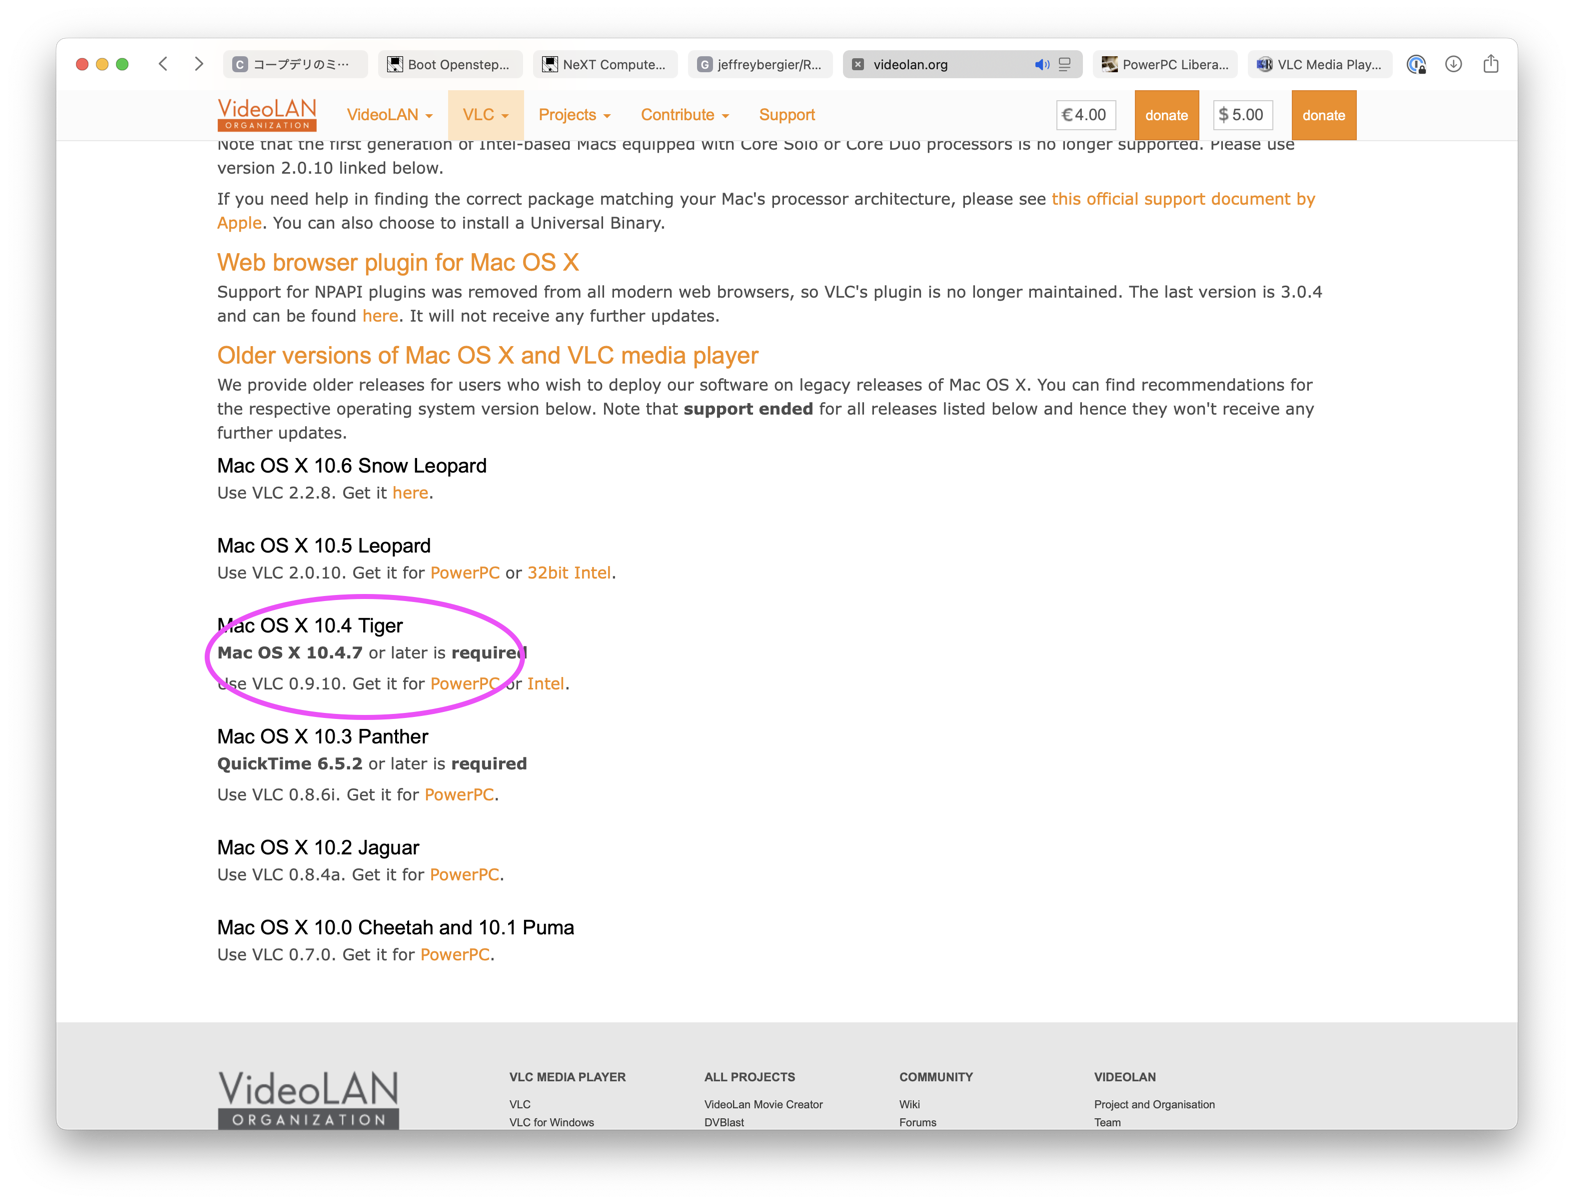 コープデリのミ…
Boot Openstep...
NeXT Compute...
G jeffreybergier/R...
videolan.org
PowerPC Libera...
VLC Media Play...
VideoLAN
ORGANIZATION
VideoLAN
VLC
Projects
Contribute
Support
€ 4.00
donate
$ 5.00
donate
Note that the first generation of Intel-based Macs equipped with Core Solo or Core Duo processors is no longer supported. Please use
version 2.0.10 linked below.
If you need help in finding the correct package matching your Mac's processor architecture, please see this official support document by
Apple. You can also choose to install a Universal Binary.
Web browser plugin for Mac OS X
Support for NPAPI plugins was removed from all modern web browsers, so VLC's plugin is no longer maintained. The last version is 3.0.4
and can be found here. It will not receive any further updates.
Older versions of Mac OS X and VLC media player
We provide older releases for users who wish to deploy our software on legacy releases of Mac OS X. You can find recommendations for
the respective operating system version below. Note that support ended for all releases listed below and hence they won't receive any
further updates.
Mac OS X 10.6 Snow Leopard
Use VLC 2.2.8. Get it here.
Mac OS X 10.5 Leopard
Use VLC 2.0.10. Get it for PowerPC or 32bit Intel.
Mac OS X 10.4 Tiger
Mac OS X 10.4.7 or later is required
Use VLC 0.9.10. Get it for PowerPC or Intel.
Mac OS X 10.3 Panther
QuickTime 6.5.2 or later is required
Use VLC 0.8.6i. Get it for PowerPC.
Mac OS X 10.2 Jaguar
Use VLC 0.8.4a. Get it for PowerPC.
Mac OS X 10.0 Cheetah and 10.1 Puma
Use VLC 0.7.0. Get it for PowerPC.
VideoLAN
ORGANIZATION
VLC MEDIA PLAYER
VLC
VLC for Windows
ALL PROJECTS
VideoLan Movie Creator
DVBlast
COMMUNITY
Wiki
Forums
VIDEOLAN
Project and Organisation
Team